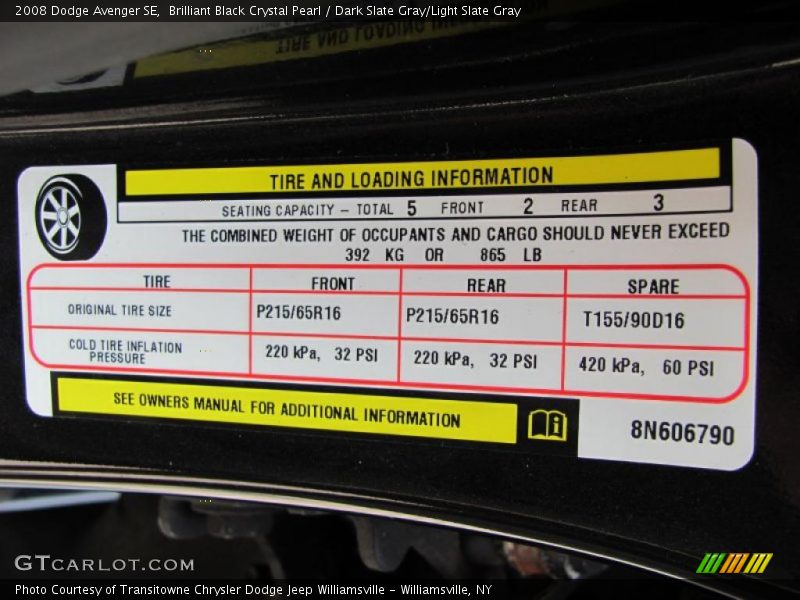 2008 Dodge Avenger SE,  Brilliant Black Crystal Pearl / Dark Slate Gray/Light Slate Gray
TIRE AND LOADING INFORMATION
TIRE AND LOADING INFORMATION
SEATING CAPACITY – TOTAL 5 FRONT 2 REAR 3
THE COMBINED WEIGHT OF OCCUPANTS AND CARGO SHOULD NEVER EXCEED
392 KG OR 865 LB
TIRE FRONT REAR SPARE
ORIGINAL TIRE SIZE P215/65R16 P215/65R16 T155/90D16
COLD TIRE INFLATION
PRESSURE 220 kPa, 32 PSI 220 kPa, 32 PSI 420 kPa, 60 PSI
SEE OWNERS MANUAL FOR ADDITIONAL INFORMATION
8N606790
GTCARLOT.COM
Photo Courtesy of Transitowne Chrysler Dodge Jeep Williamsville – Williamsville, NY